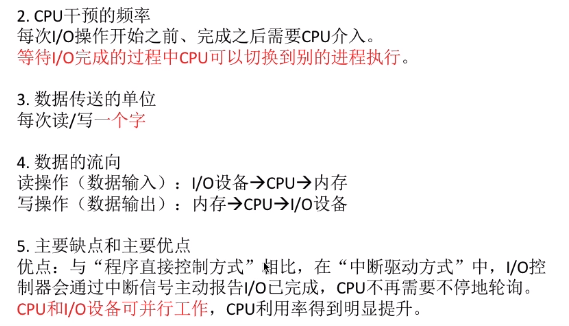 2. CPU干预的频率
每次I/O操作开始之前、完成之后需要CPU介入。
等待I/O完成的过程中CPU可以切换到别的进程执行。
3. 数据传送的单位
每次读/写一个字
4. 数据的流向
读操作（数据输入）：I/O设备→CPU→内存
写操作（数据输出）：内存→CPU→I/O设备
5. 主要缺点和主要优点
优点：与“程序直接控制方式”相比，在“中断驱动方式”中，I/O控
制器会通过中断信号主动报告I/O已完成，CPU不再需要不停地轮询。
CPU和I/O设备可并行工作，CPU利用率得到明显提升。